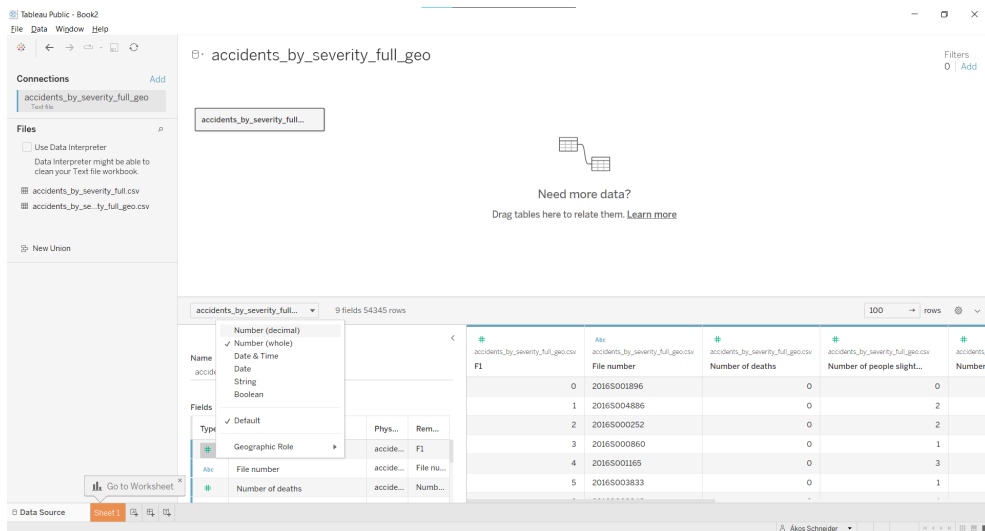 Tableau Public - Book2
File Data Window Help
Connections Add
accidents_by_severity_full_geo
Text file
Files
Use Data Interpreter
Data Interpreter might be able to
clean your Text file workbook.
accidents_by_severity_full.csv
accidents_by_se...ty_full_geo.csv
New Union
accidents_by_severity_full_geo
Filters
0 Add
accidents_by_severity_full...
Need more data?
Drag tables here to relate them. Learn more
accidents_by_severity_full... 9 fields 54345 rows 100 rows
Number (decimal)
Number (whole)
Date & Time
Date
String
Boolean
Default
Geographic Role
Name
accide
Fields
Type Phys... Rem...
# accide... F1
Abc File number accide... File nu...
# Number of deaths accide... Numb...
# Abc # # #
accidents_by_severity_full_geo.csv accidents_by_severity_full_geo.csv accidents_by_severity_full_geo.csv accidents_by_severity_full_geo.csv accidents
F1 File number Number of deaths Number of people slight... Number
0 2016S001896 0 0
1 2016S004886 0 2
2 2016S000252 0 2
3 2016S000860 0 1
4 2016S001165 0 3
5 2016S003833 0 1
Go to Worksheet
Data Source Sheet 1
Ákos Schneider